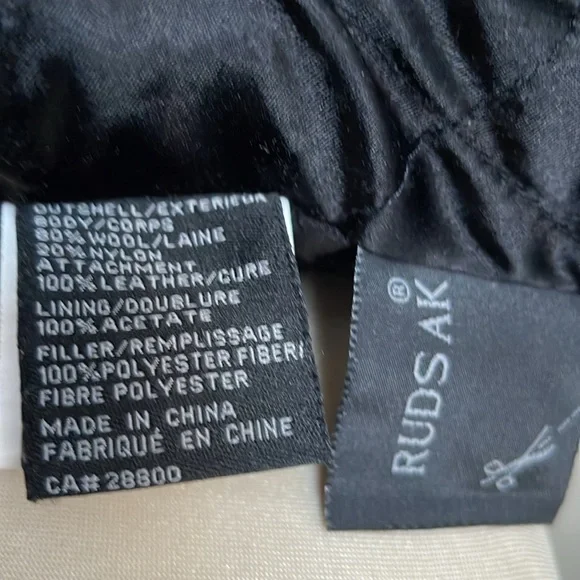 OUTSHELL/EXTERIEUR
BODY/CORPS
80% WOOL/LAINE
20% NYLON
ATTACHMENT
100% LEATHER/CURE
LINING/DOUBLURE
100% ACETATE
FILLER/REMPLISSAGE
100%POLYESTER FIBER/
FIBRE POLYESTER
MADE IN CHINA
FABRIQUÉ EN CHINE
CA# 28800
RUDSAK®